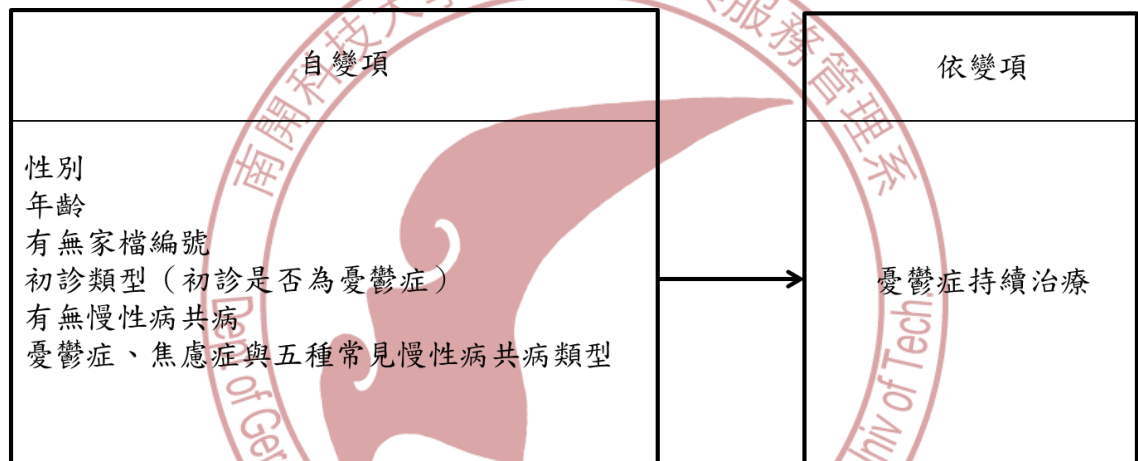 自變項
依變項
性別
年齡
有無家檔編號
初診類型（初診是否為憂鬱症）
有無慢性病共病
憂鬱症、焦慮症與五種常見慢性病共病類型
憂鬱症持續治療
南開科技大
服務管理系
Dept. of Ger
Univ of Tech.